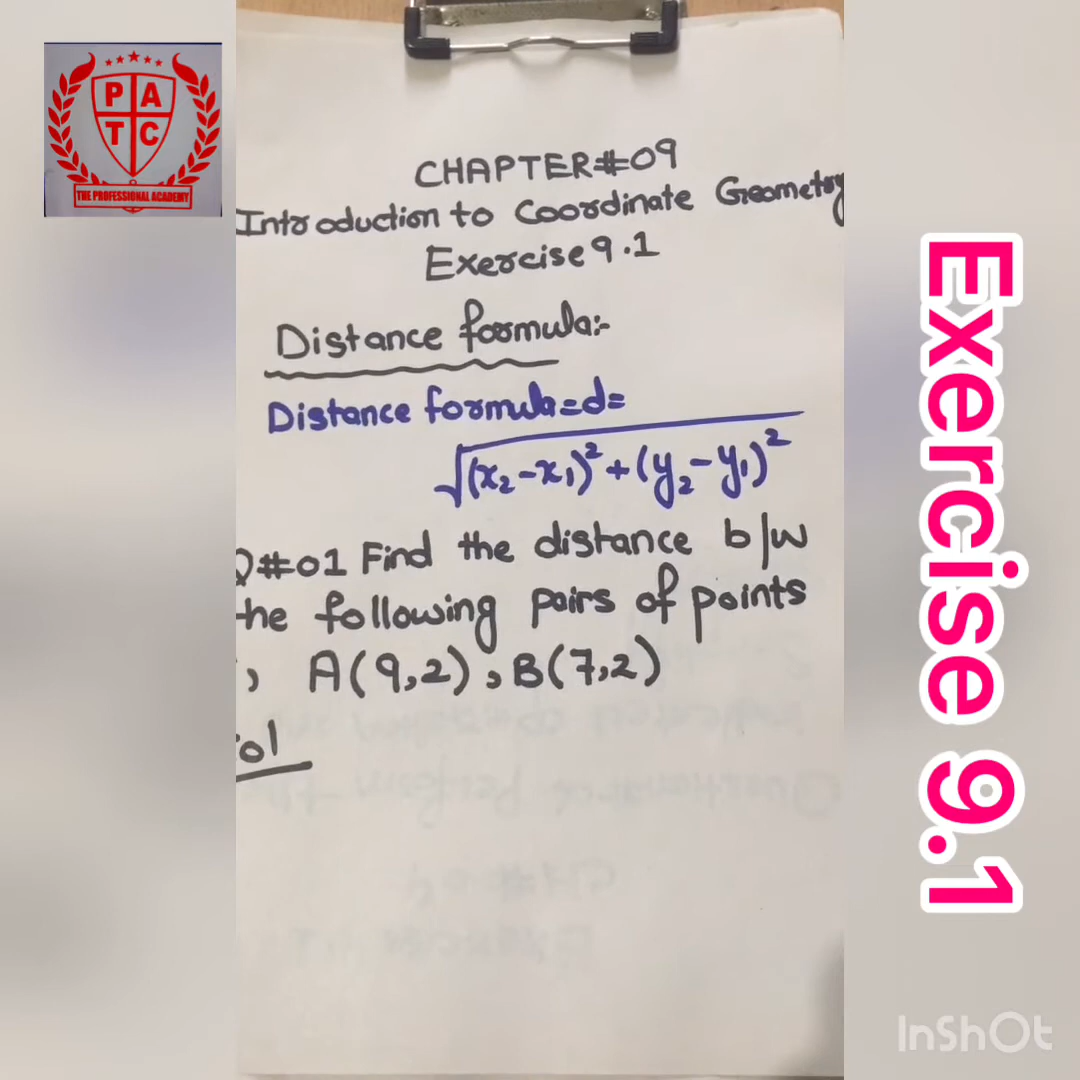 P A
T C
THE PROFESSIONAL ACADEMY
CHAPTER#09
Introduction to Coordinate Geometry
Exercise 9.1
Distance formula:-
Distance formula=d=
√(x₂-x₁)²+(y₂-y₁)²
Q#01 Find the distance b/w
the following pairs of points
, A(9,2), B(7,2)
ol
Exercise 9.1
InShOt